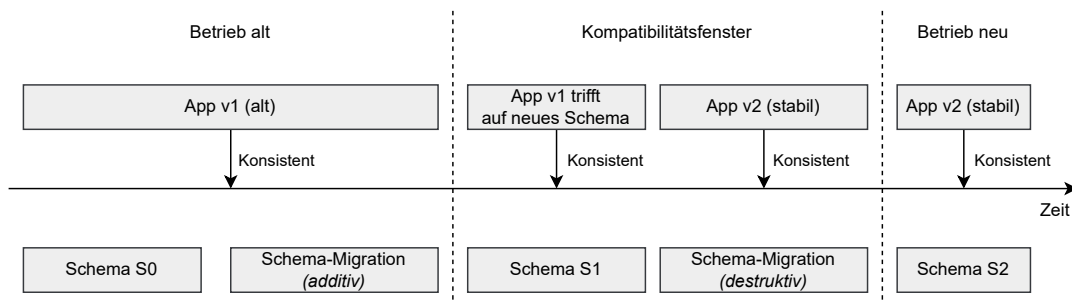 Betrieb alt
Kompatibilitätsfenster
Betrieb neu
App v1 (alt)
App v1 trifft
auf neues Schema
App v2 (stabil)
App v2 (stabil)
Konsistent
Konsistent
Konsistent
Konsistent
Zeit
Schema S0
Schema-Migration
(additiv)
Schema S1
Schema-Migration
(destruktiv)
Schema S2